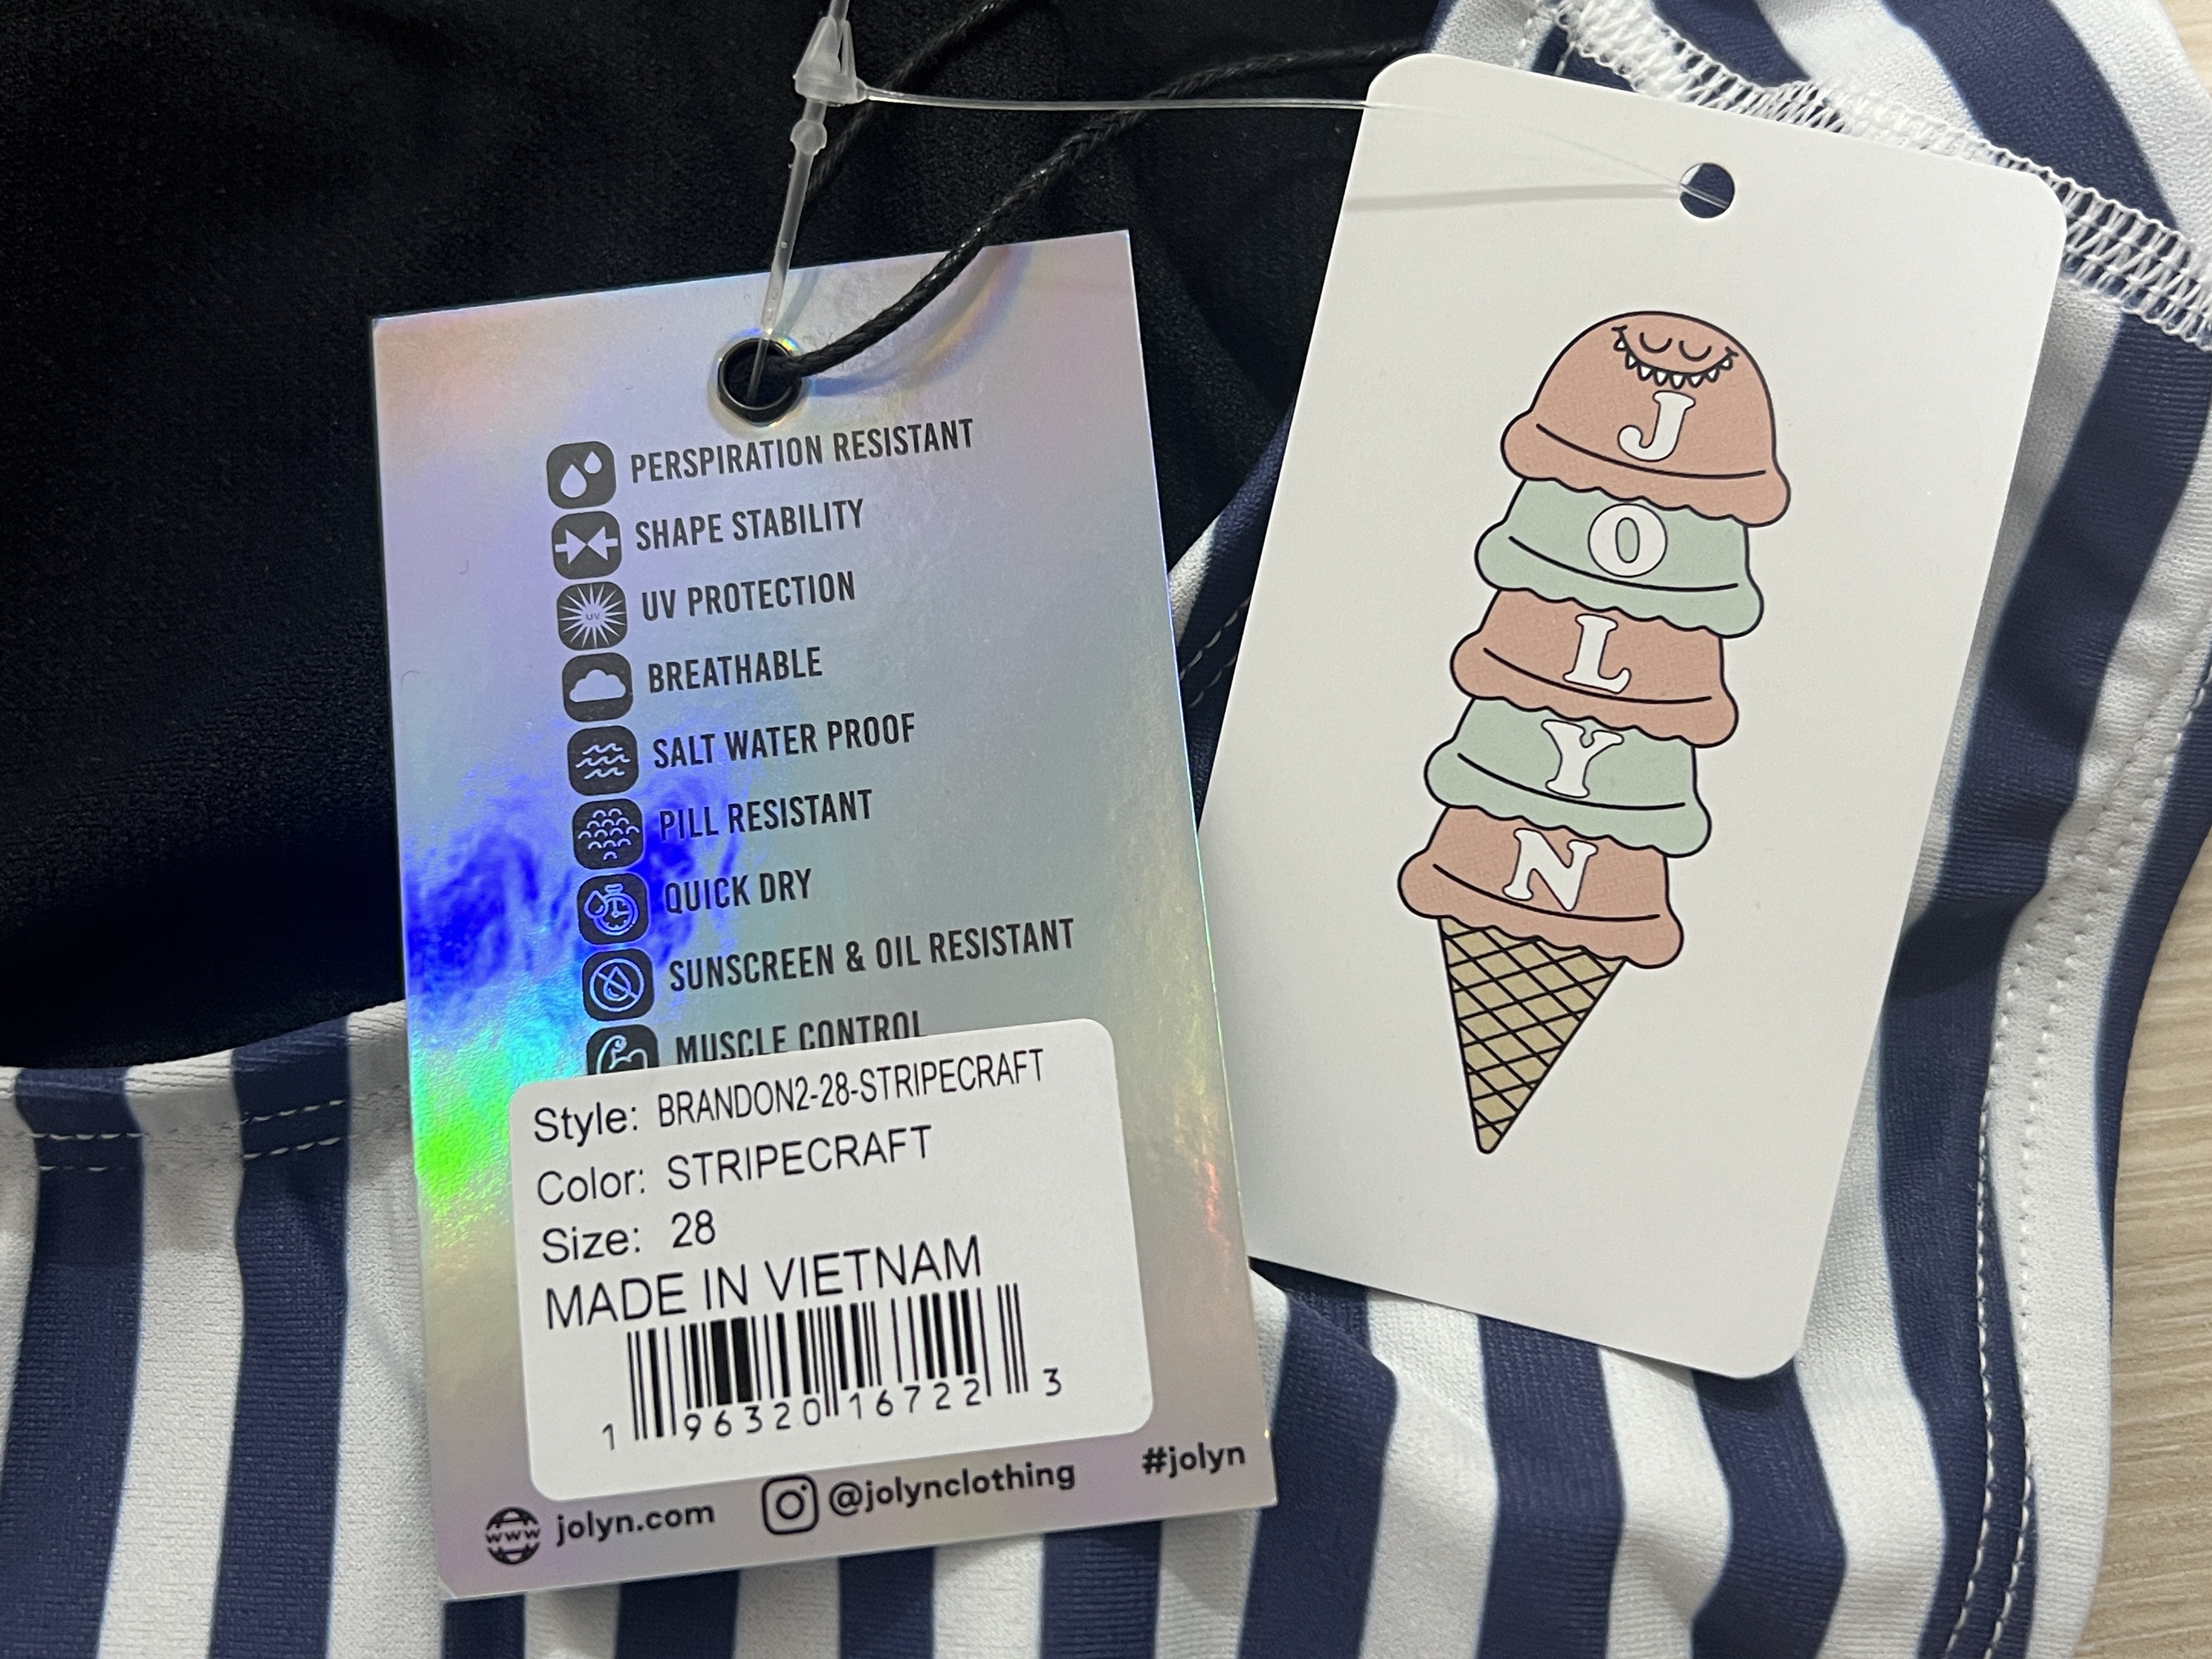 PERSPIRATION RESISTANT
SHAPE STABILITY
UV
UV PROTECTION
BREATHABLE
SALT WATER PROOF
PILL RESISTANT
QUICK DRY
SUNSCREEN & OIL RESISTANT
MUSCLE CONTROL
Style: BRANDON2-28-STRIPECRAFT
Color: STRIPECRAFT
Size: 28
MADE IN VIETNAM
1 96320 16722 3
www jolyn.com @jolynclothing #jolyn
J
O
L
Y
N